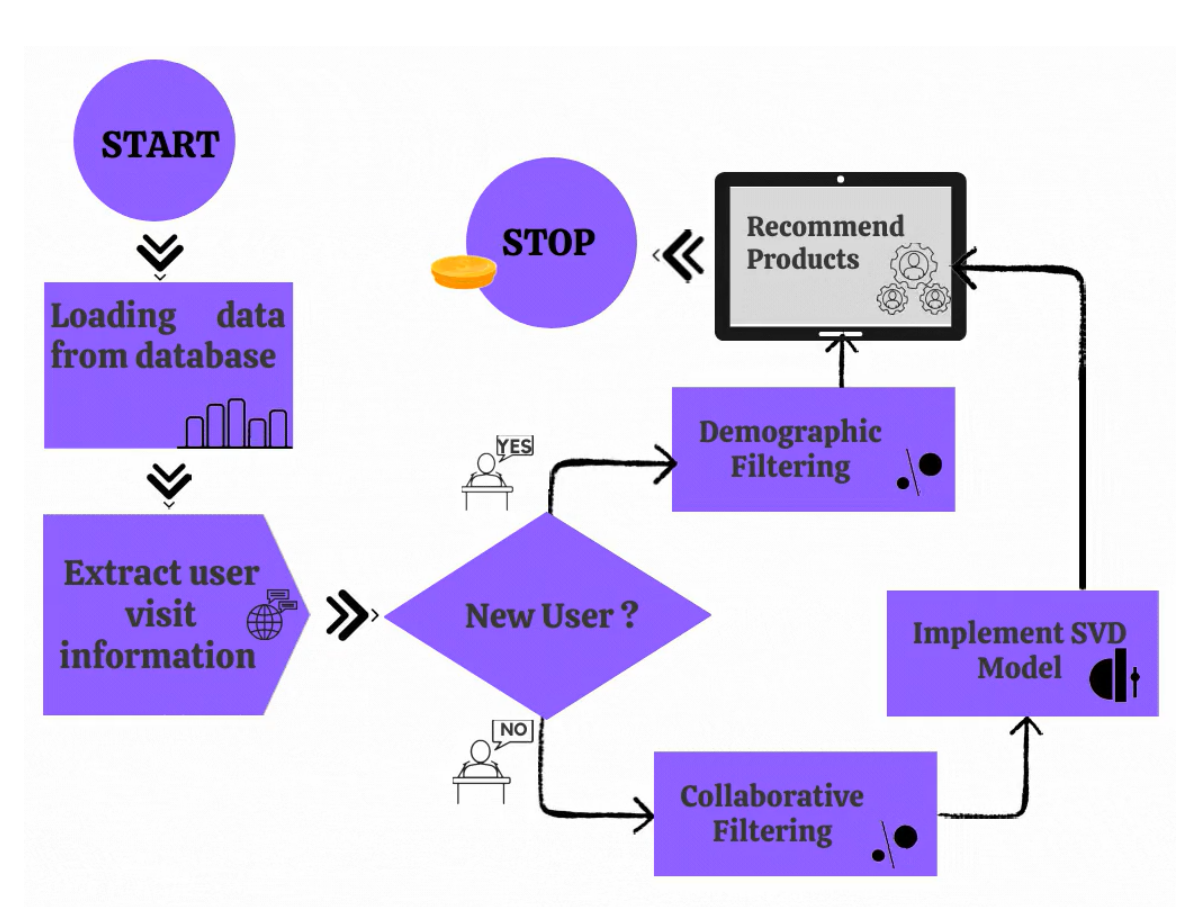 START
Loading data
from database
Extract user
visit
information
New User ?
YES
Demographic
Filtering
NO
Collaborative
Filtering
Implement SVD
Model
Recommend
Products
STOP